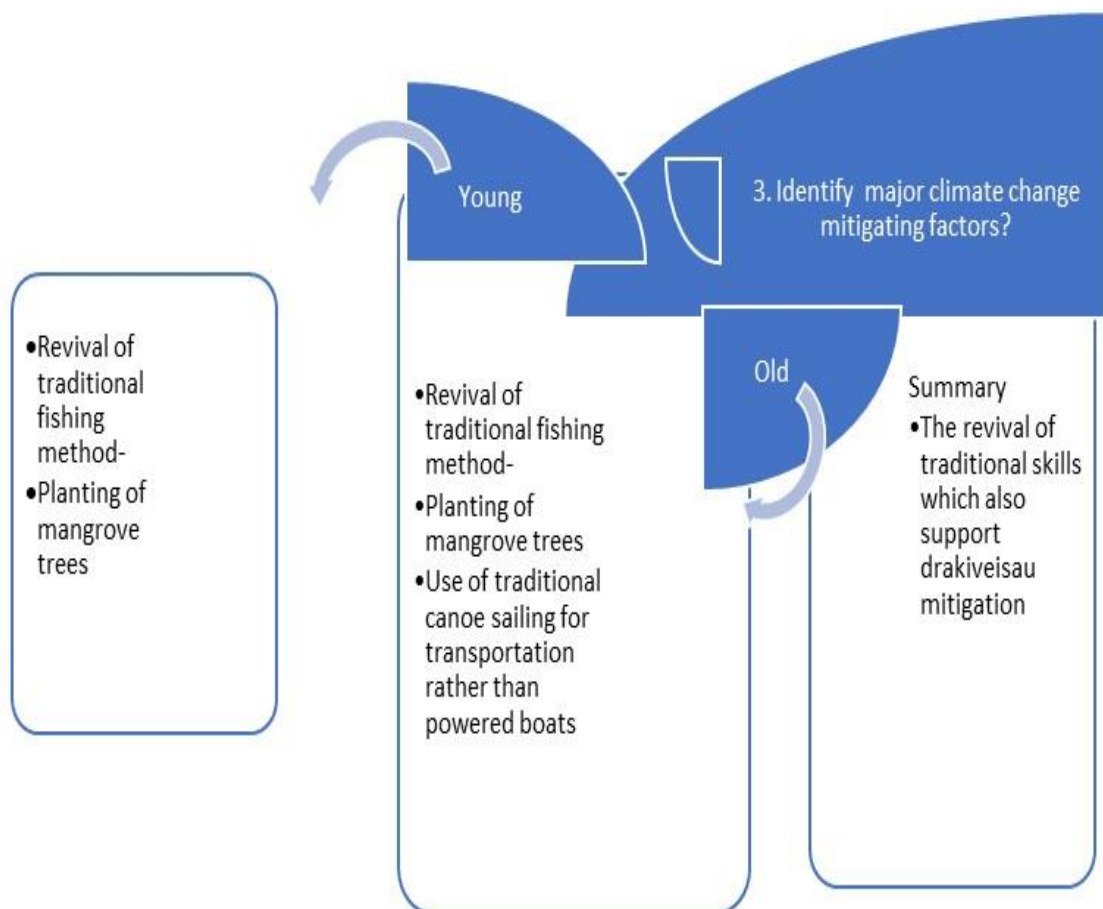 3. Identify major climate change
mitigating factors?
Young
•Revival of
traditional
fishing
method-
•Planting of
mangrove
trees
Old
•Revival of
traditional fishing
method-
•Planting of
mangrove trees
•Use of traditional
canoe sailing for
transportation
rather than
powered boats
Summary
•The revival of
traditional skills
which also
support
drakiveisau
mitigation